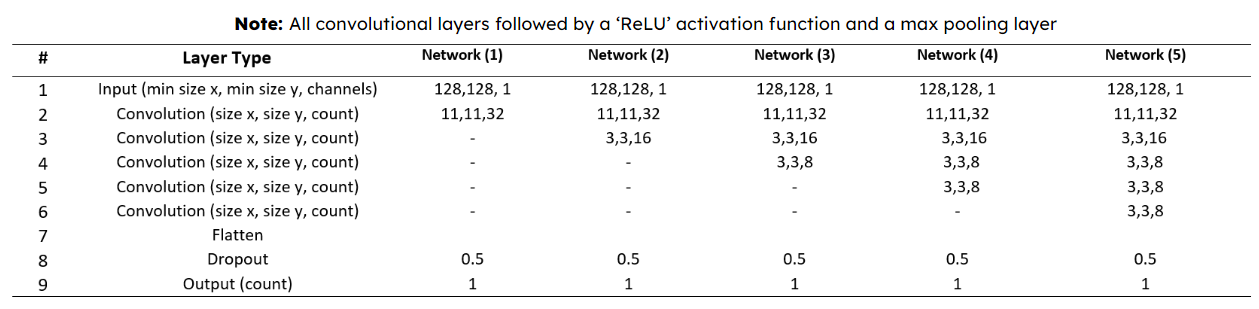 Note: All convolutional layers followed by a ‘ReLU’ activation function and a max pooling layer
# Layer Type Network (1) Network (2) Network (3) Network (4) Network (5)
1 Input (min size x, min size y, channels) 128,128, 1 128,128, 1 128,128, 1 128,128, 1 128,128, 1
2 Convolution (size x, size y, count) 11,11,32 11,11,32 11,11,32 11,11,32 11,11,32
3 Convolution (size x, size y, count) - 3,3,16 3,3,16 3,3,16 3,3,16
4 Convolution (size x, size y, count) - - 3,3,8 3,3,8 3,3,8
5 Convolution (size x, size y, count) - - - 3,3,8 3,3,8
6 Convolution (size x, size y, count) - - - - 3,3,8
7 Flatten
8 Dropout 0.5 0.5 0.5 0.5 0.5
9 Output (count) 1 1 1 1 1